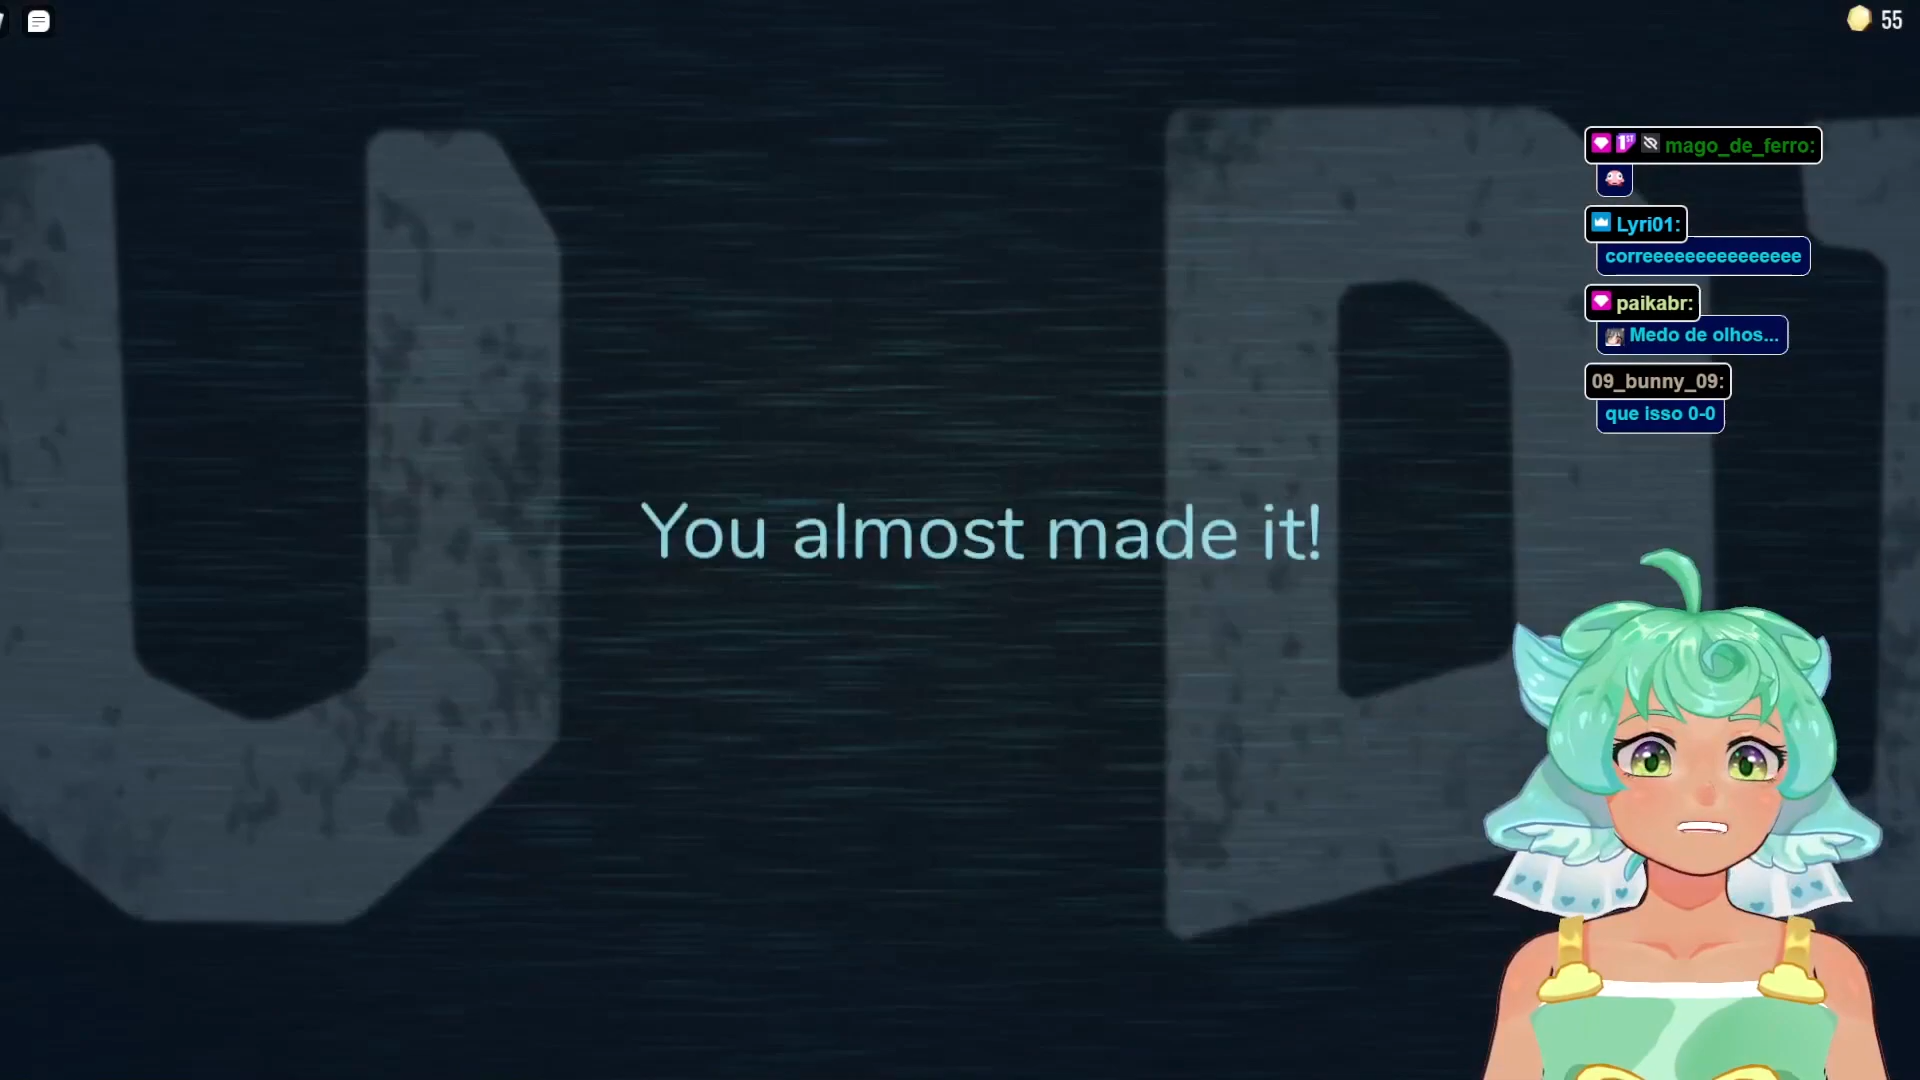 55
mago_de_ferro:
Lyri01:
correeeeeeeeeeeeeee
paikabr:
Medo de olhos...
09_bunny_09:
que isso 0-0
U D
You almost made it!